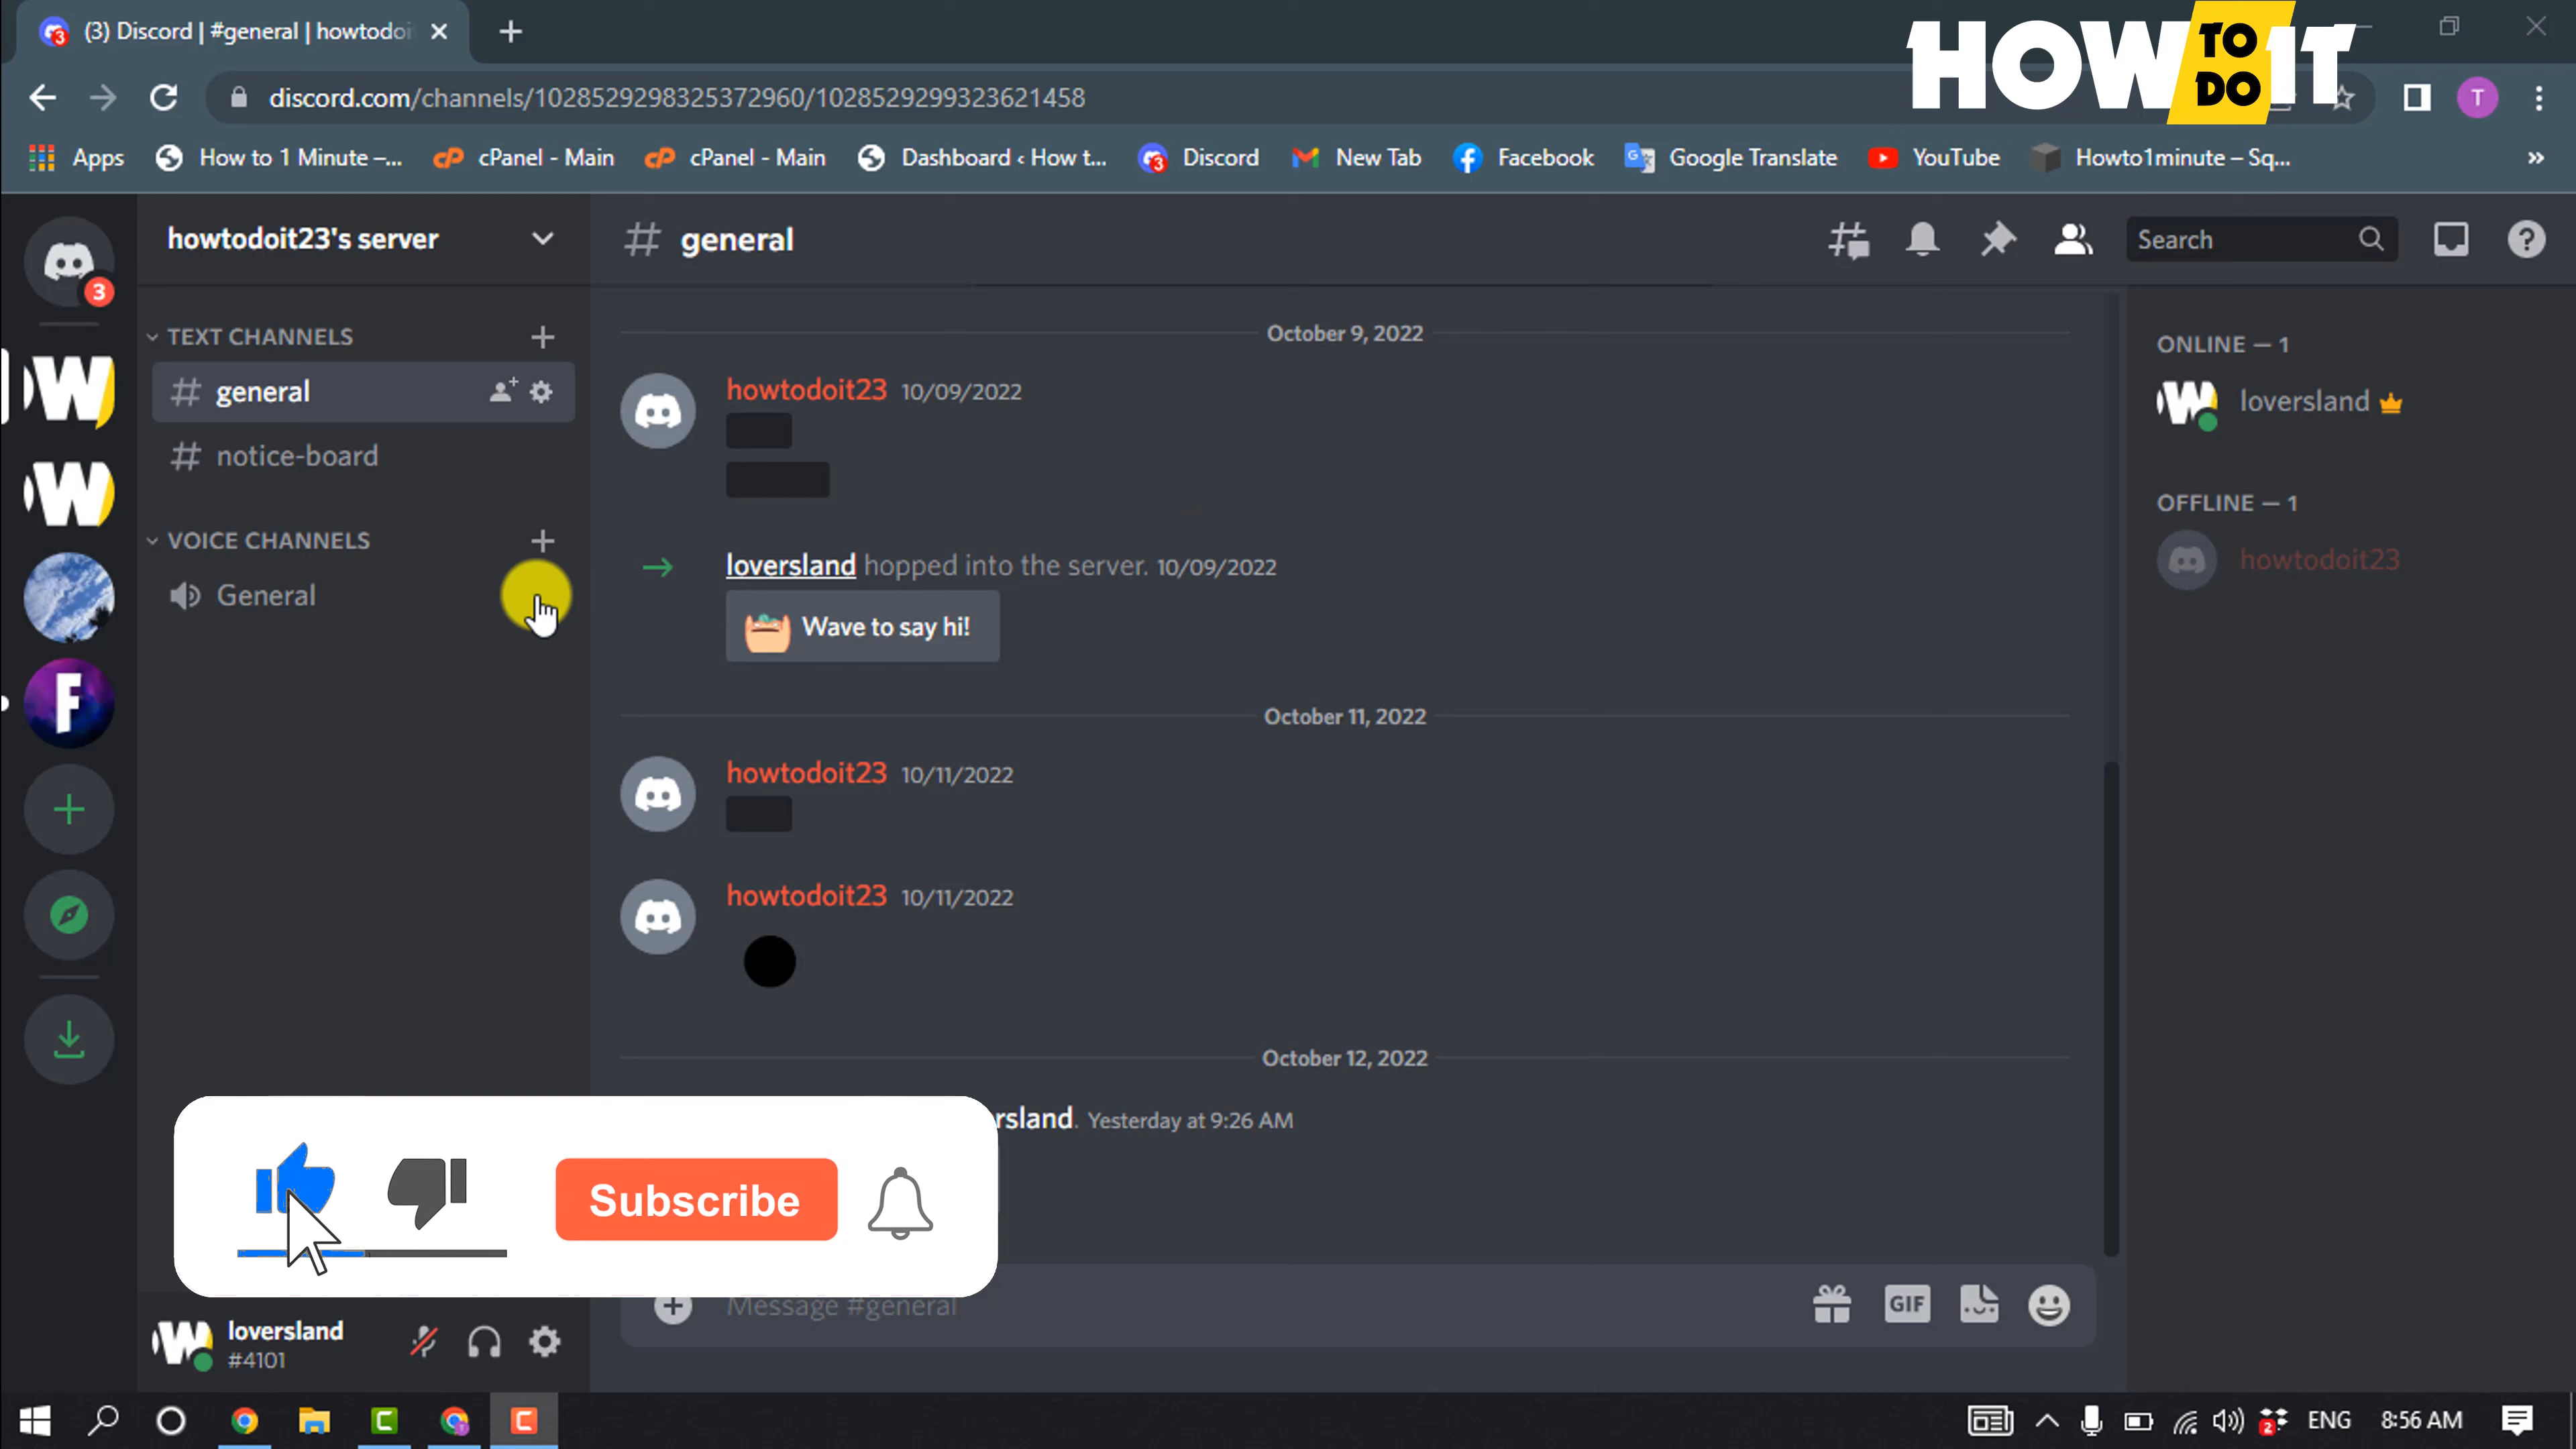 (3) Discord | #general | howtodoi
HOW TO DO IT
discord.com/channels/1028529298325372960/1028529299323621458
T
Apps
How to 1 Minute –...
cPanel - Main
cPanel - Main
Dashboard ‹ How t...
Discord
New Tab
Facebook
Google Translate
YouTube
Howto1minute – Sq...
»
howtodoit23's server
# general
Search
3
TEXT CHANNELS
general
notice-board
VOICE CHANNELS
General
F
October 9, 2022
howtodoit23 10/09/2022
loversland hopped into the server. 10/09/2022
Wave to say hi!
October 11, 2022
howtodoit23 10/11/2022
howtodoit23 10/11/2022
October 12, 2022
rsland. Yesterday at 9:26 AM
Message #general
GIF
ONLINE — 1
loversland
OFFLINE — 1
howtodoit23
Subscribe
loversland
#4101
ENG
8:56 AM